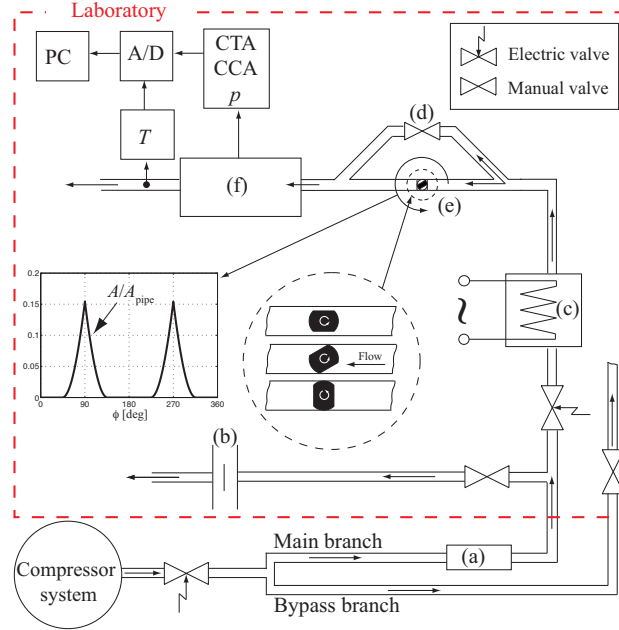 Laboratory
PC
A/D
CTA
CCA
p
T
Electric valve
Manual valve
(d)
(f)
(e)
(c)
0.2
0.15
0.1
0.05
0
A/A_pipe
0 90 180 270 360
ϕ [deg]
Flow
~
(b)
Main branch
(a)
Compressor
system
Bypass branch